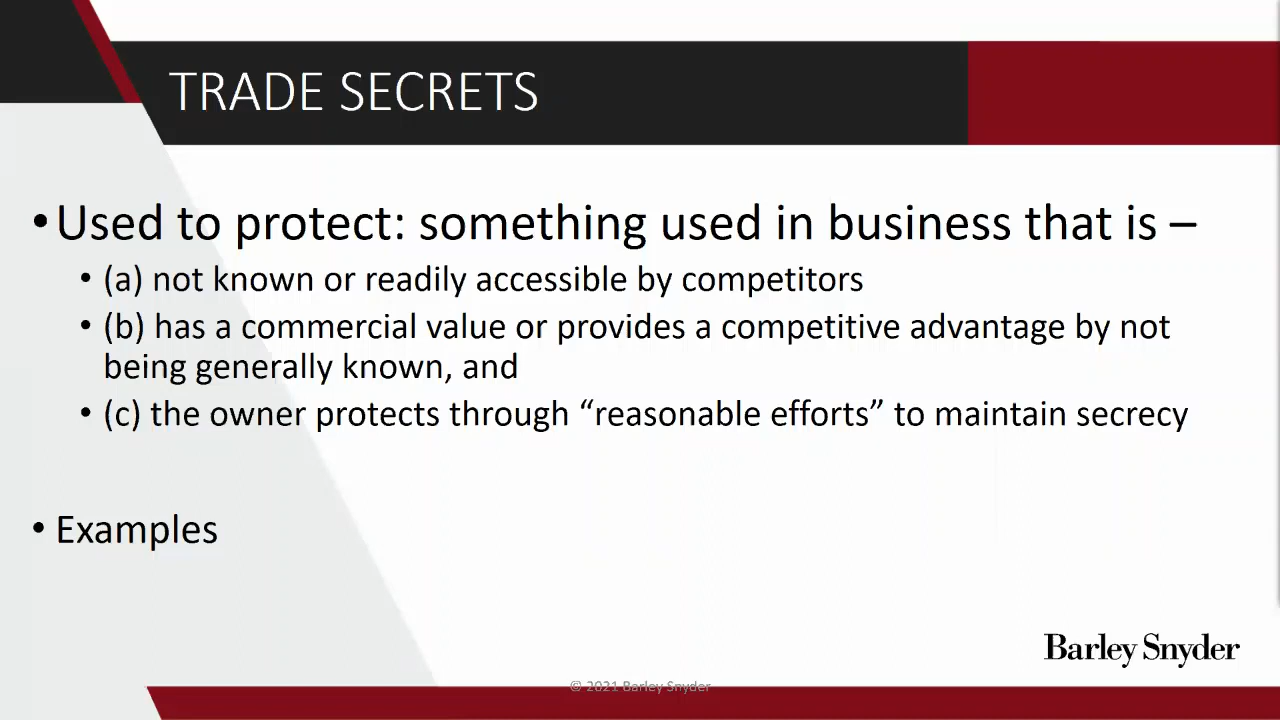 TRADE SECRETS
•Used to protect: something used in business that is –
• (a) not known or readily accessible by competitors
• (b) has a commercial value or provides a competitive advantage by not
being generally known, and
• (c) the owner protects through “reasonable efforts” to maintain secrecy
• Examples
Barley Snyder
© 2021 Barley Snyder